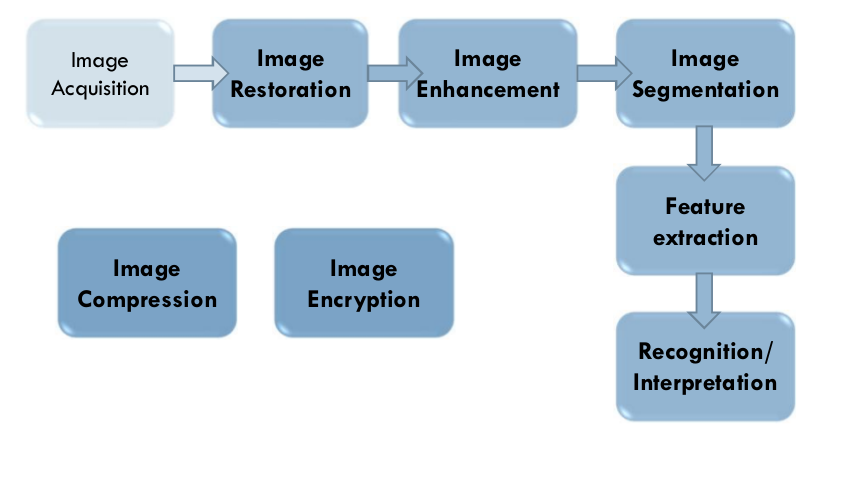 Image
Acquisition
Image
Restoration
Image
Enhancement
Image
Segmentation
Feature
extraction
Image
Compression
Image
Encryption
Recognition/
Interpretation